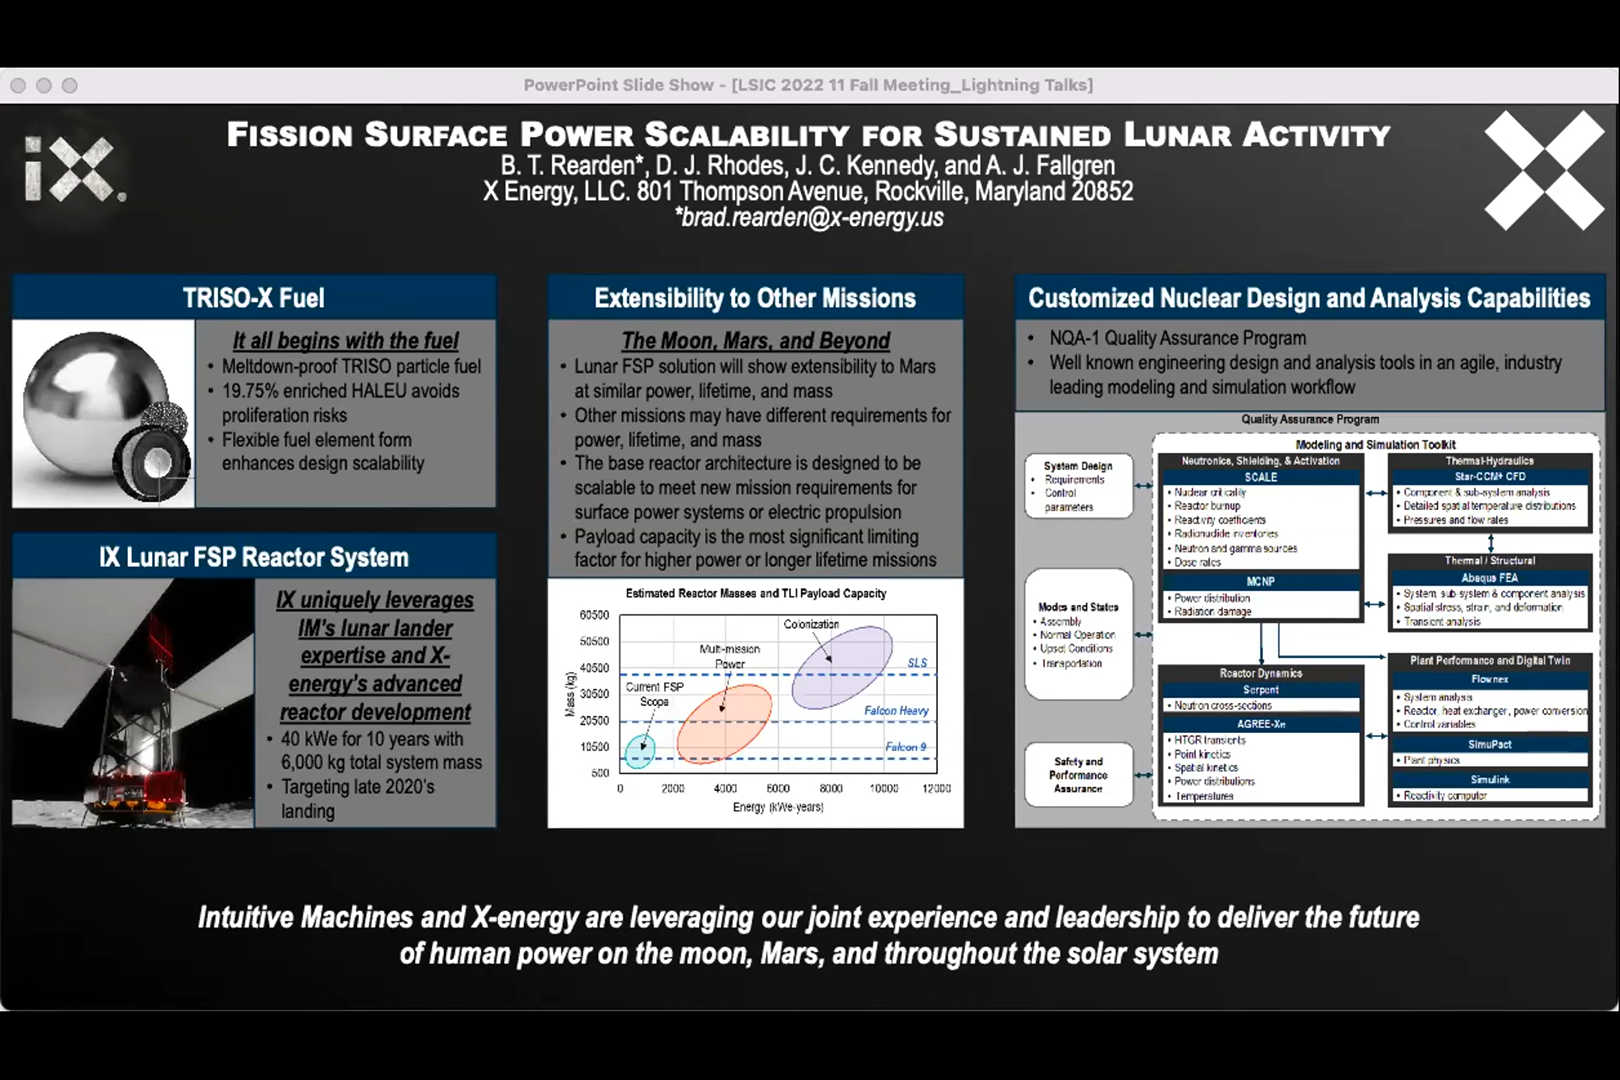 PowerPoint Slide Show - [LSIC 2022 11 Fall Meeting_Lightning Talks]
iX
FISSION SURFACE POWER SCALABILITY FOR SUSTAINED LUNAR ACTIVITY
B. T. Rearden*, D. J. Rhodes, J. C. Kennedy, and A. J. Fallgren
X Energy, LLC. 801 Thompson Avenue, Rockville, Maryland 20852
*brad.rearden@x-energy.us
TRISO-X Fuel
It all begins with the fuel
• Meltdown-proof TRISO particle fuel
• 19.75% enriched HALEU avoids
proliferation risks
• Flexible fuel element form
enhances design scalability
IX Lunar FSP Reactor System
IX uniquely leverages
IM's lunar lander
expertise and X-
energy's advanced
reactor development
• 40 kWe for 10 years with
6,000 kg total system mass
• Targeting late 2020's
landing
Extensibility to Other Missions
The Moon, Mars, and Beyond
• Lunar FSP solution will show extensibility to Mars
at similar power, lifetime, and mass
• Other missions may have different requirements for
power, lifetime, and mass
• The base reactor architecture is designed to be
scalable to meet new mission requirements for
surface power systems or electric propulsion
• Payload capacity is the most significant limiting
factor for higher power or longer lifetime missions
Estimated Reactor Masses and TLI Payload Capacity
Mass (kg)
60500
50500
40500
30500
20500
10500
500
Colonization
Multi-mission
Power
Current FSP
Scope
SLS
Falcon Heavy
Falcon 9
0 2000 4000 6000 8000 10000 12000
Energy (kWe-years)
Customized Nuclear Design and Analysis Capabilities
• NQA-1 Quality Assurance Program
• Well known engineering design and analysis tools in an agile, industry
leading modeling and simulation workflow
Quality Assurance Program
Modeling and Simulation Toolkit
System Design
• Requirements
• Control
parameters
Modes and States
• Assembly
• Normal Operation
• Upset Conditions
• Transportation
Safety and
Performance
Assurance
Neutronics, Shielding, & Activation
SCALE
• Nuclear criticality
• Reactor burnup
• Reactivity coefficients
• Radionuclide inventories
• Neutron and gamma sources
• Dose rates
MCNP
• Power distribution
• Radiation damage
Reactor Dynamics
Serpent
• Neutron cross-sections
AGREE-Xe
• HTGR transients
• Point kinetics
• Spatial kinetics
• Power distributions
• Temperatures
Thermal-Hydraulics
Star-CCM+ CFD
• Component & sub-system analysis
• Detailed spatial temperature distributions
• Pressures and flow rates
Thermal / Structural
Abaqus FEA
• System, sub-system & component analysis
• Spatial stress, strain, and deformation
• Transient analysis
Plant Performance and Digital Twin
Flownex
• System analysis
• Reactor, heat exchanger, power conversion
• Control variables
SimuPact
• Plant physics
Simulink
• Reactivity computer
Intuitive Machines and X-energy are leveraging our joint experience and leadership to deliver the future
of human power on the moon, Mars, and throughout the solar system